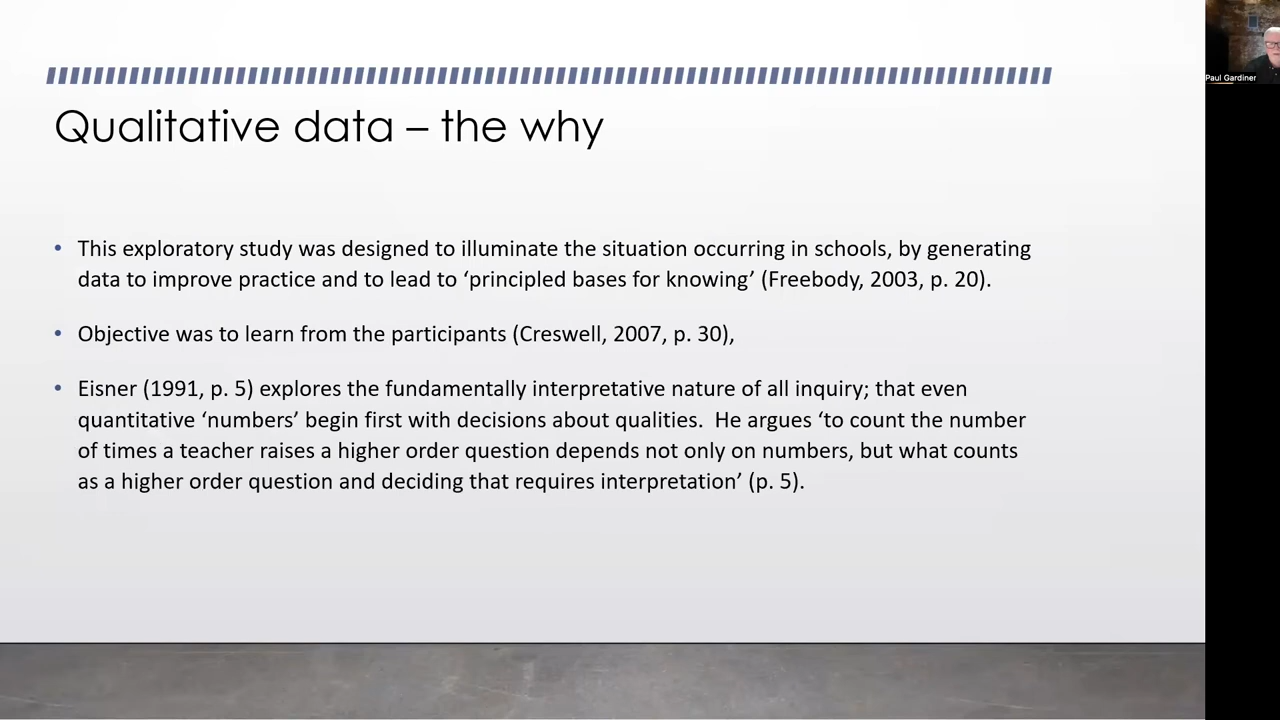 Paul Gardiner
Qualitative data – the why
• This exploratory study was designed to illuminate the situation occurring in schools, by generating
data to improve practice and to lead to ‘principled bases for knowing’ (Freebody, 2003, p. 20).
• Objective was to learn from the participants (Creswell, 2007, p. 30),
• Eisner (1991, p. 5) explores the fundamentally interpretative nature of all inquiry; that even
quantitative ‘numbers’ begin first with decisions about qualities.  He argues ‘to count the number
of times a teacher raises a higher order question depends not only on numbers, but what counts
as a higher order question and deciding that requires interpretation’ (p. 5).